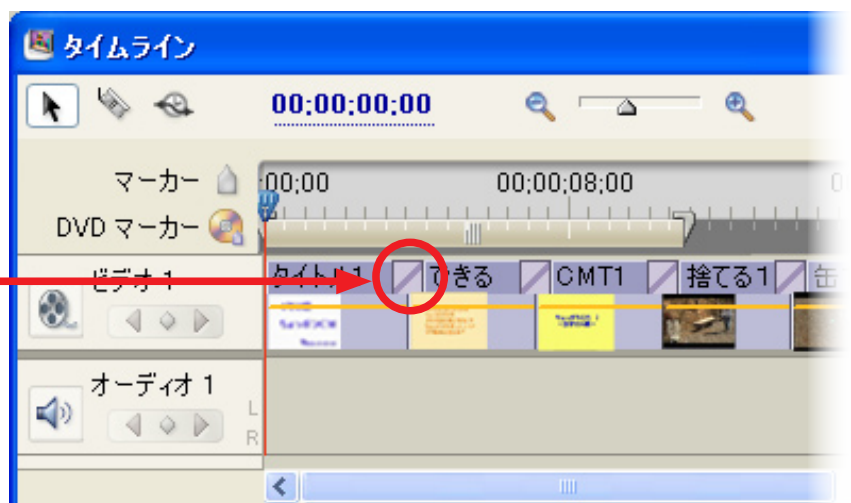 タイムライン
00;00;00;00
マーカー
;00;00 00;00;08;00 0
DVD マーカー
ビデオ 1
タイトル1 できる CMT1 捨てる1 缶
オーディオ 1
L
R